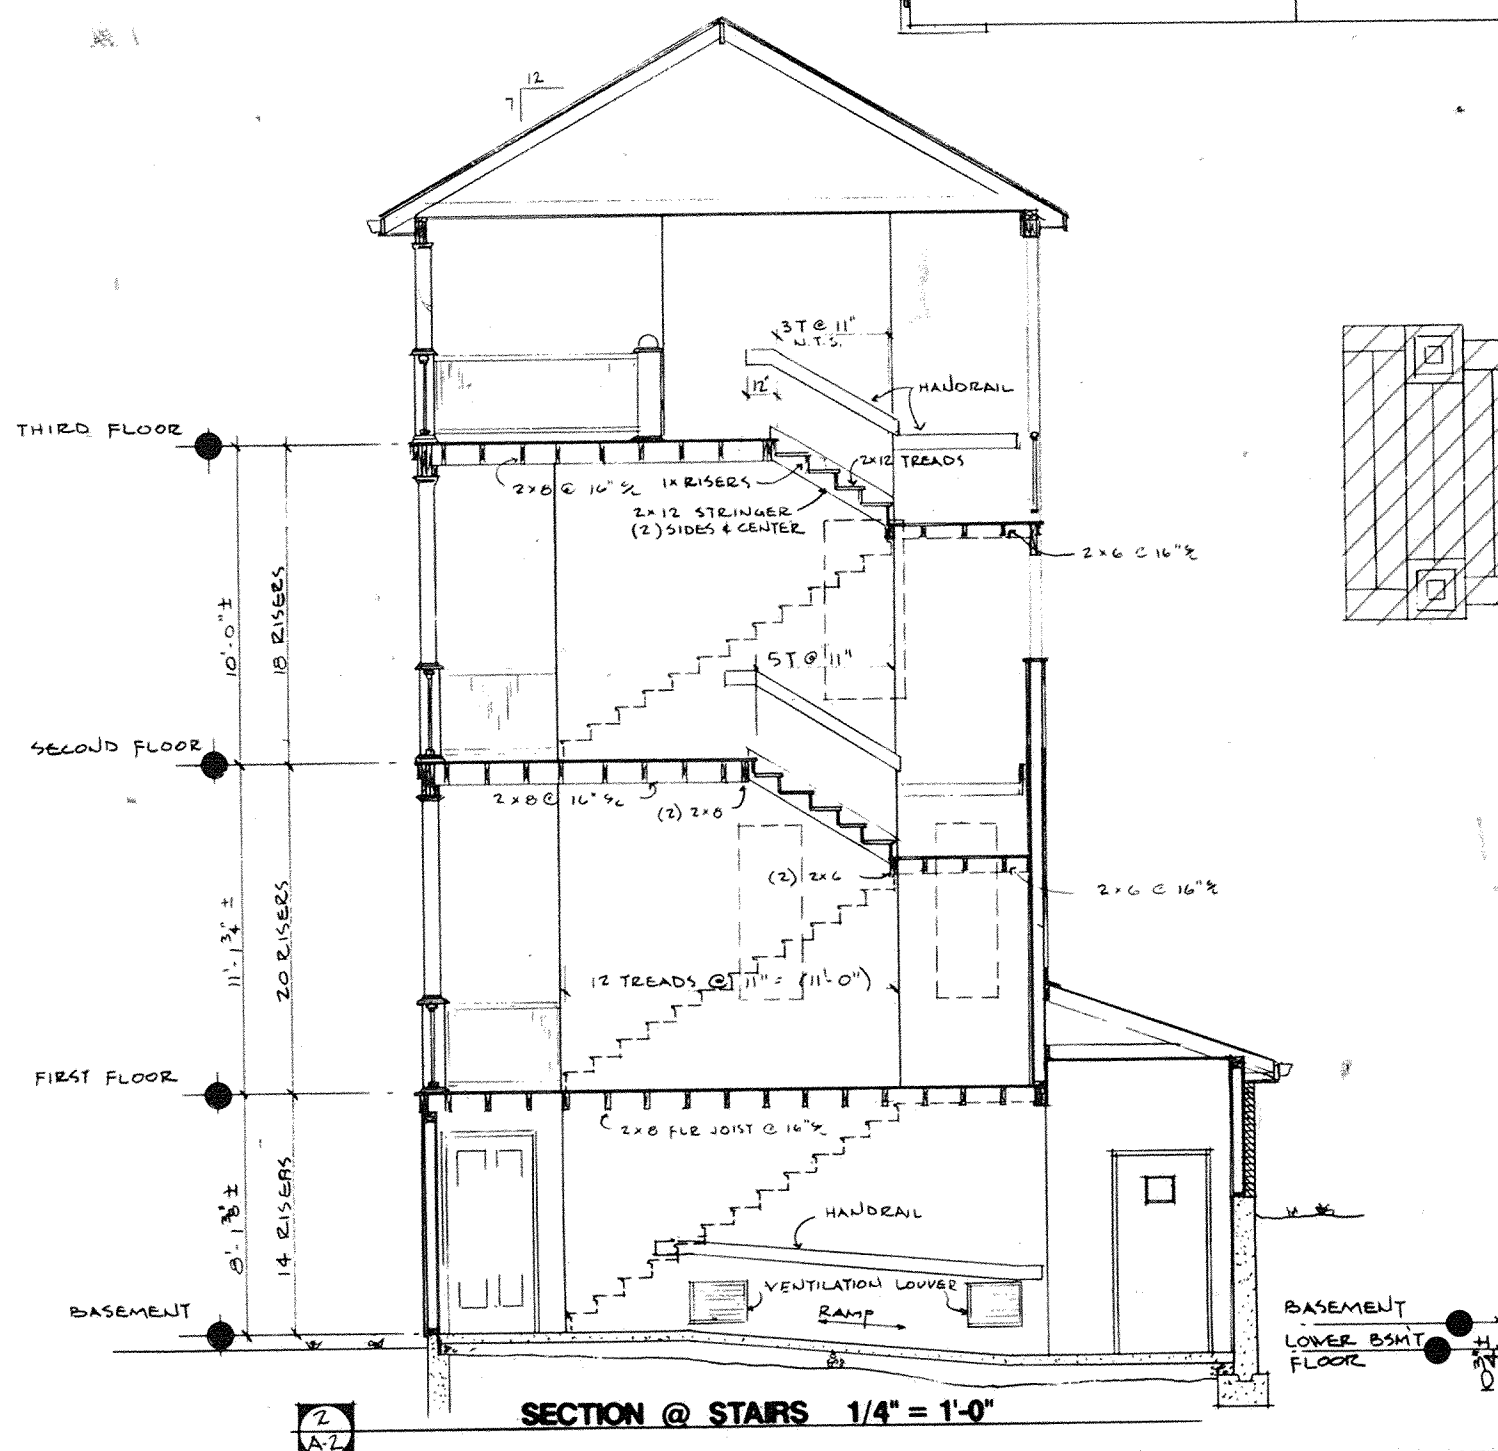 12
7
3 T @ 11"
N.T.S.
12"
HANDRAIL
THIRD FLOOR
2x12 TREADS
2x8 @ 16" ℄
1x RISERS
2x12 STRINGER
(2) SIDES & CENTER
2x6 @ 16" ℄
10'-0" ±
18 RISERS
5T @ 11"
SECOND FLOOR
2x8 @ 16" ℄
(2) 2x8
(2) 2x6
2x6 @ 16" ℄
11'-1 3/4" ±
20 RISERS
12 TREADS @ 11" = (11'-0")
FIRST FLOOR
2x8 FLR JOIST @ 16" ℄
8'-1 3/8" ±
14 RISERS
HANDRAIL
VENTILATION LOUVER
RAMP
BASEMENT
BASEMENT
LOWER BSMT
FLOOR
10 3/4" ±
2
A-2
SECTION @ STAIRS 1/4" = 1'-0"